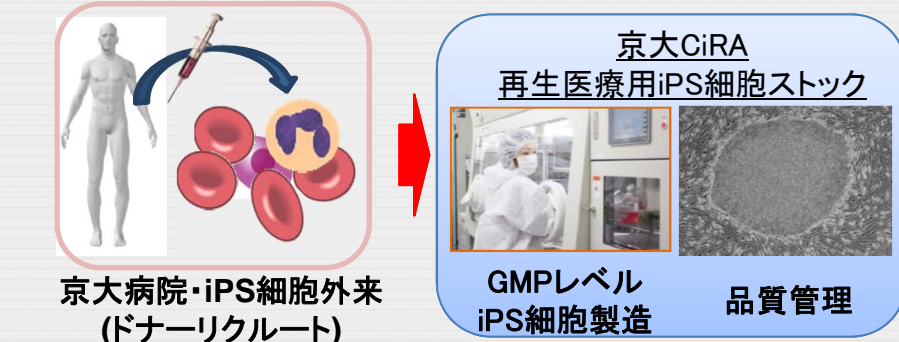 京大病院・iPS細胞外来
(ドナーリクルート)
京大CiRA
再生医療用iPS細胞ストック
GMPレベル
iPS細胞製造
品質管理